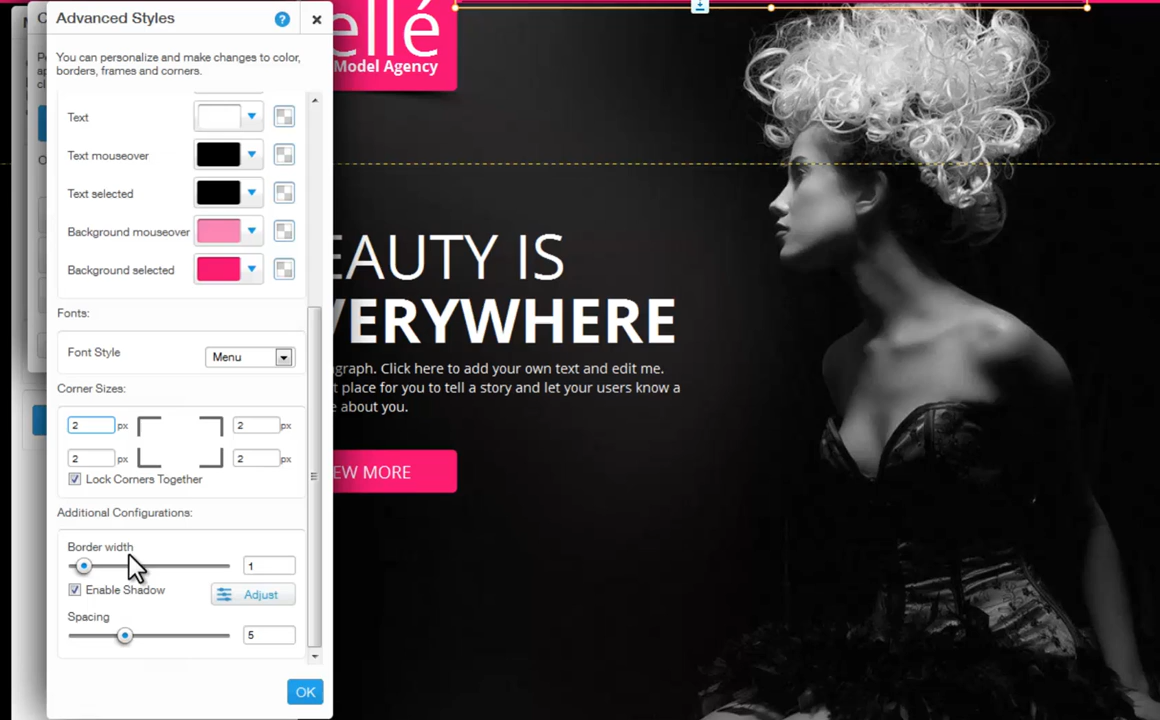 Advanced Styles
?
You can personalize and make changes to color,
borders, frames and corners.
Text
Text mouseover
Text selected
Background mouseover
Background selected
Fonts:
Font Style
Menu
Corner Sizes:
2 px 2 px
2 px 2 px
Lock Corners Together
Additional Configurations:
Border width
1
Enable Shadow
Adjust
Spacing
5
OK
ellé
Model Agency
EAUTY IS
VERYWHERE
graph. Click here to add your own text and edit me.
t place for you to tell a story and let your users know a
e about you.
EW MORE